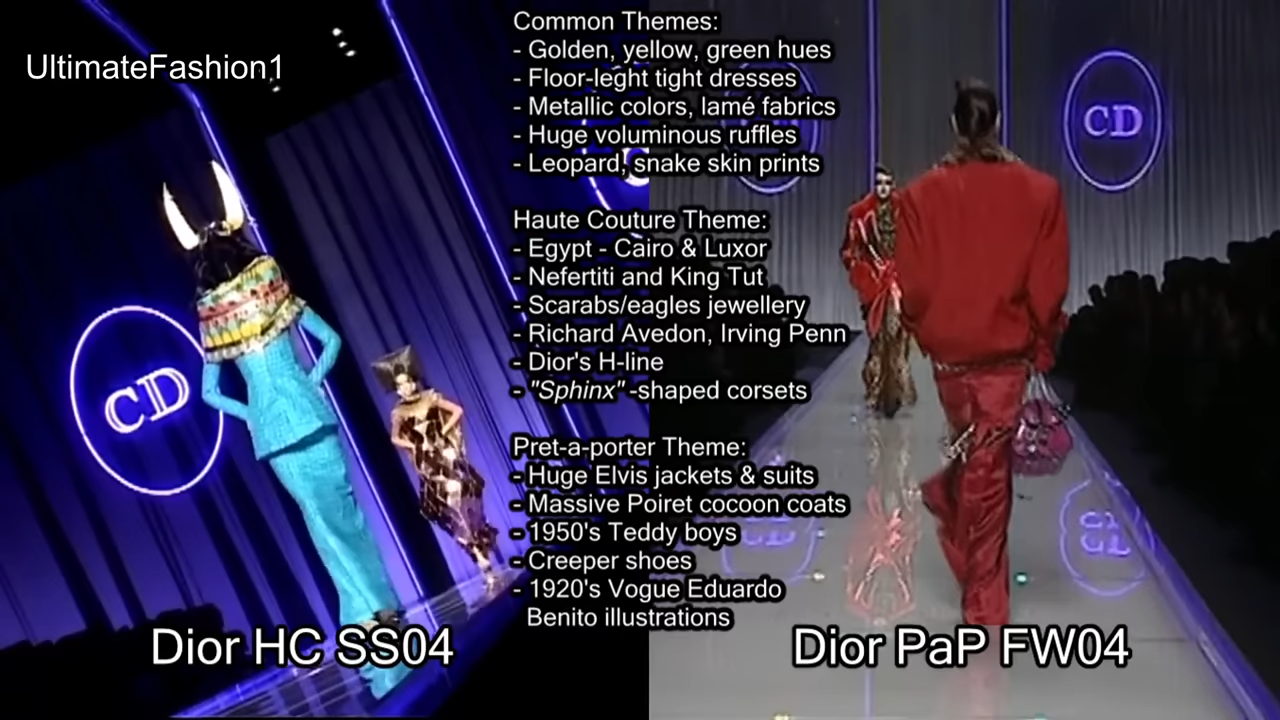 UltimateFashion1
Common Themes:
- Golden, yellow, green hues
- Floor-leght tight dresses
- Metallic colors, lamé fabrics
- Huge voluminous ruffles
- Leopard, snake skin prints
Haute Couture Theme:
- Egypt - Cairo & Luxor
- Nefertiti and King Tut
- Scarabs/eagles jewellery
- Richard Avedon, Irving Penn
- Dior's H-line
- "Sphinx" -shaped corsets
Pret-a-porter Theme:
- Huge Elvis jackets & suits
- Massive Poiret cocoon coats
- 1950's Teddy boys
- Creeper shoes
- 1920's Vogue Eduardo
Benito illustrations
CD
CD
Dior HC SS04
Dior PaP FW04